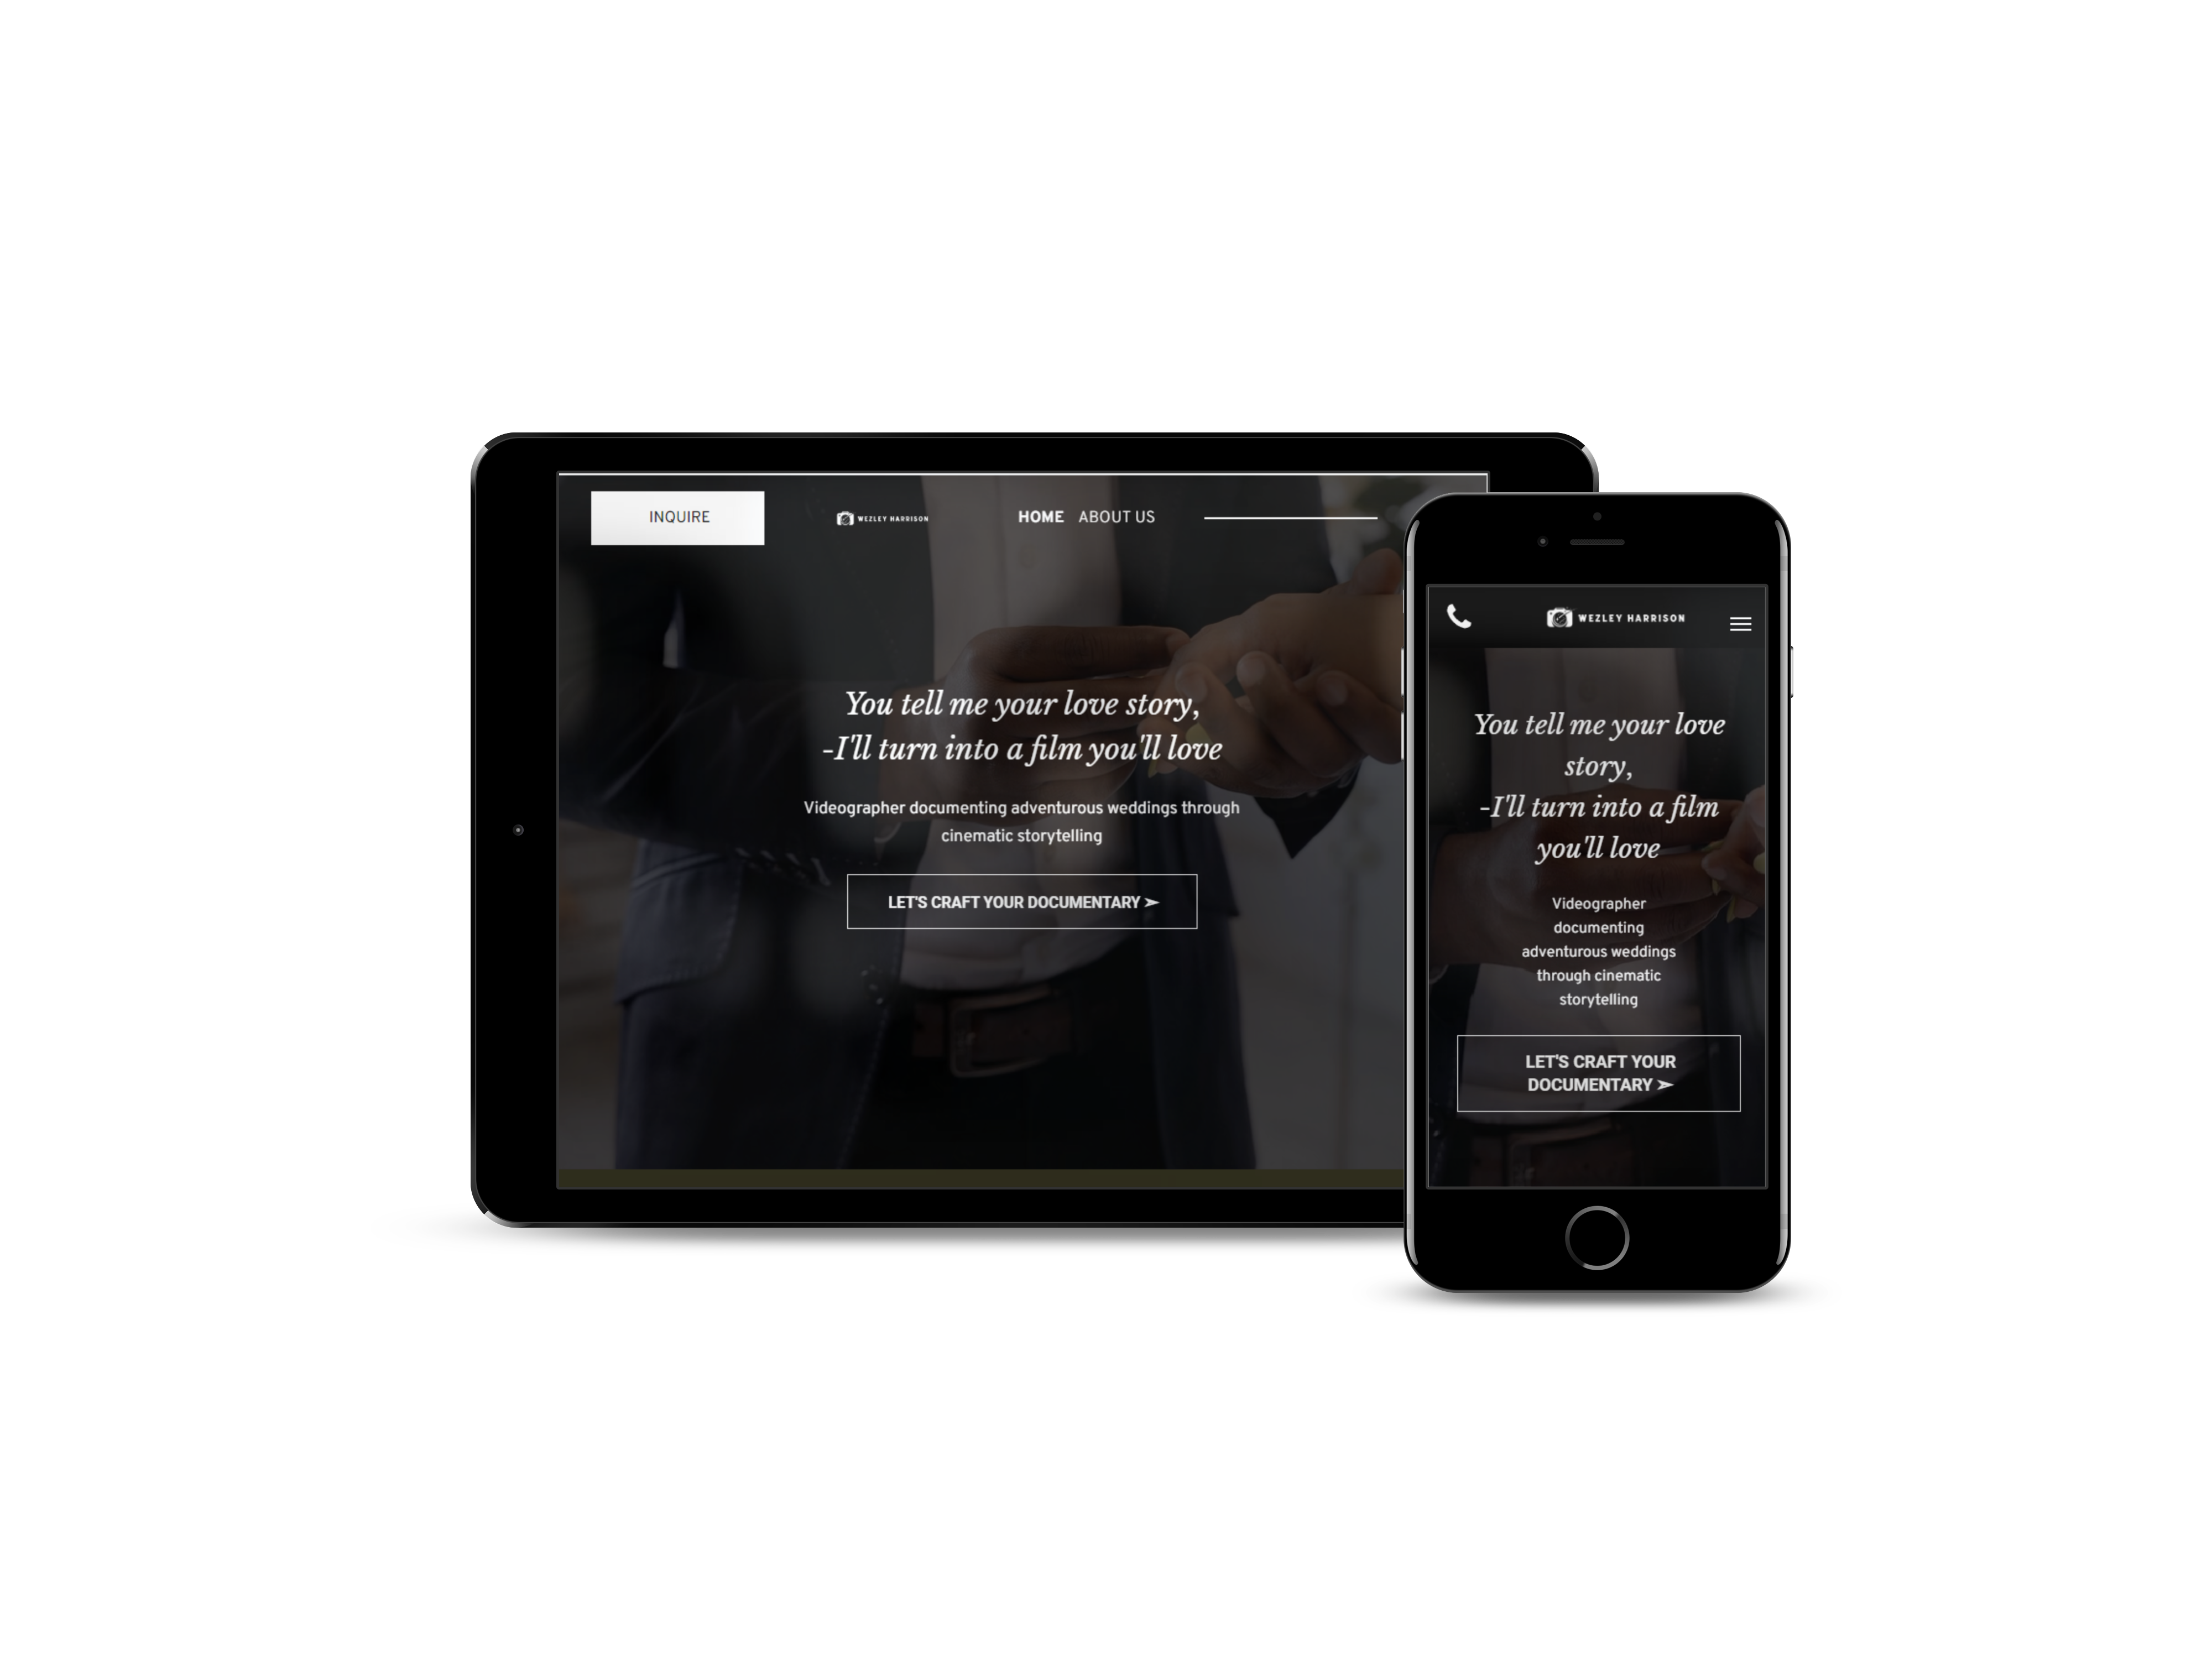 INQUIRE
WEZLEY HARRISON
HOME ABOUT US
You tell me your love story,
-I'll turn into a film you'll love
Videographer documenting adventurous weddings through
cinematic storytelling
LET'S CRAFT YOUR DOCUMENTARY ➣
WEZLEY HARRISON
You tell me your love
story,
-I'll turn into a film
you'll love
Videographer
documenting
adventurous weddings
through cinematic
storytelling
LET'S CRAFT YOUR
DOCUMENTARY ➣